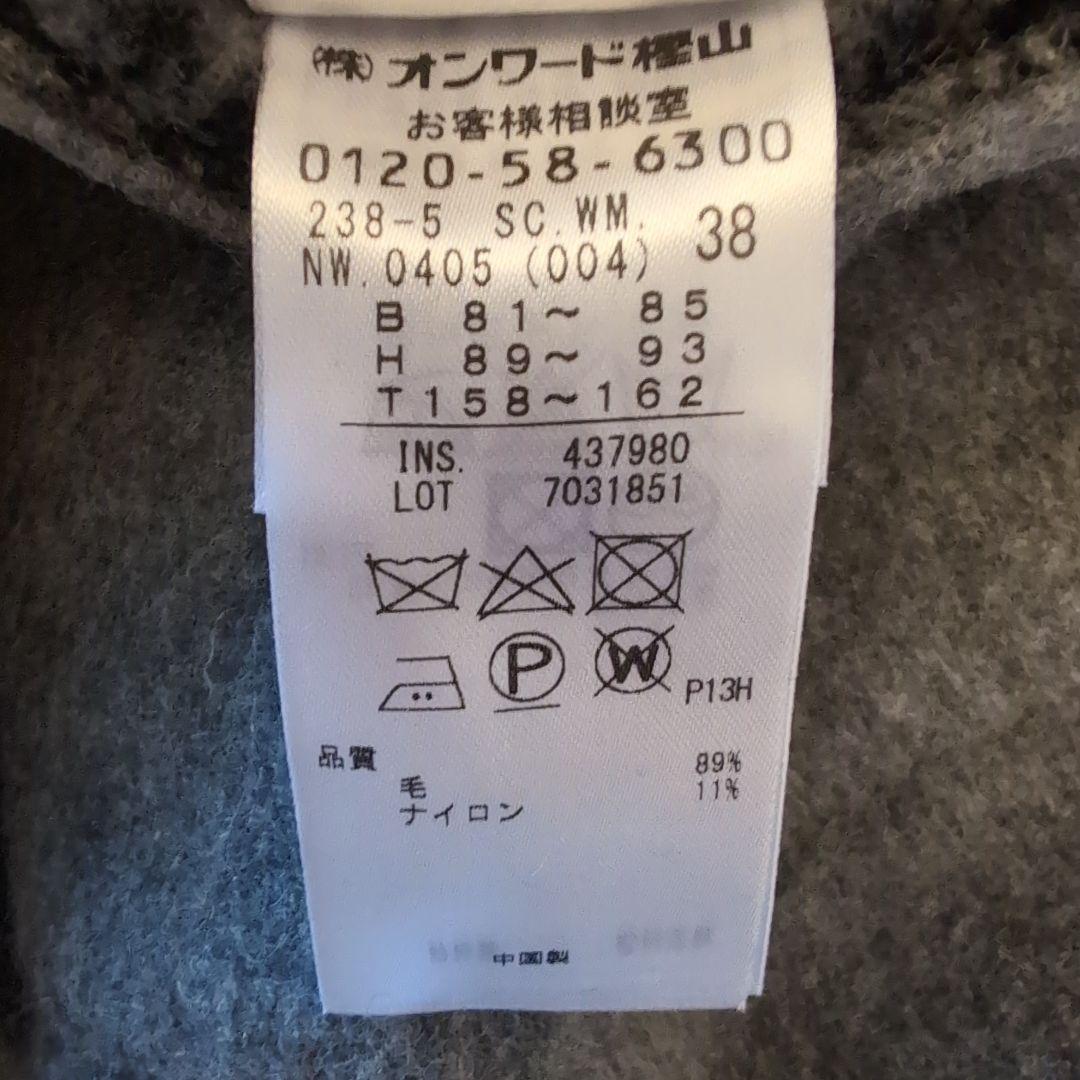 (株)オンワード樫山
お客様相談室
0120-58-6300
238-5 SC.WM. 38
NW.0405 (004)
B 81~ 85
H 89~ 93
T158~162
INS. 437980
LOT 7031851
P
W
P13H
品質 89%
毛 11%
ナイロン
中国製